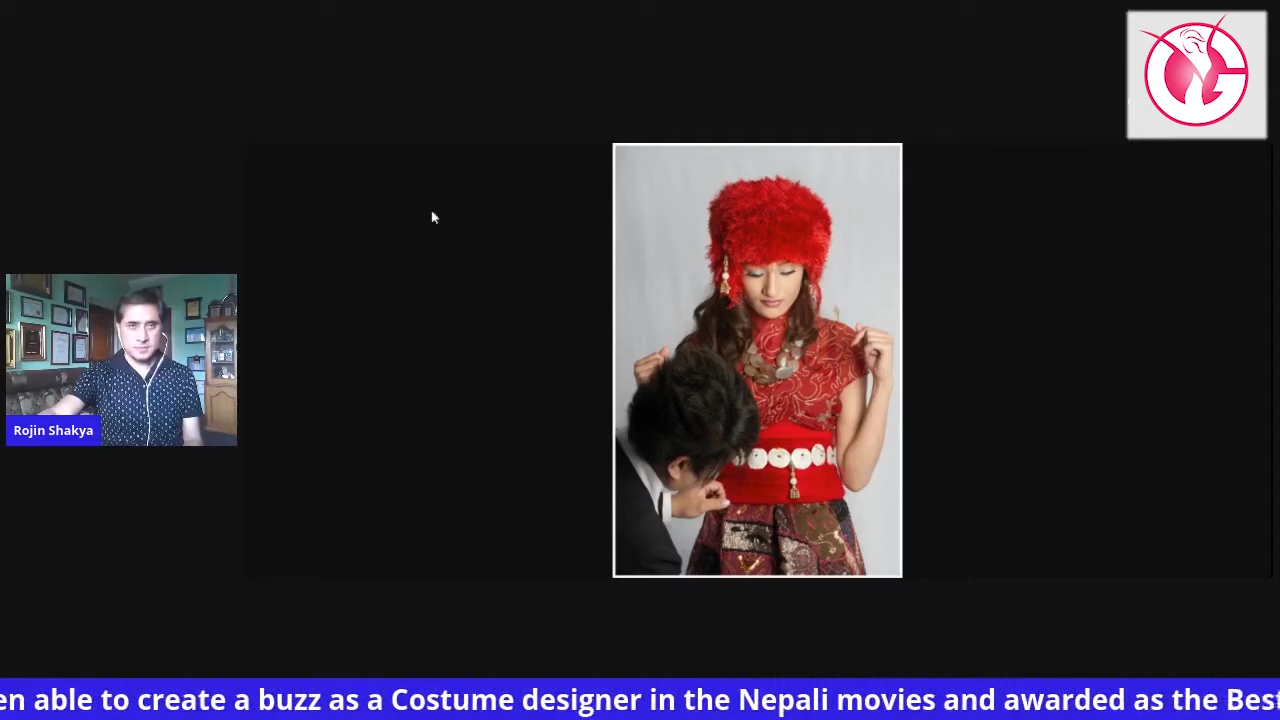 Rojin Shakya
en able to create a buzz as a Costume designer in the Nepali movies and awarded as the Best